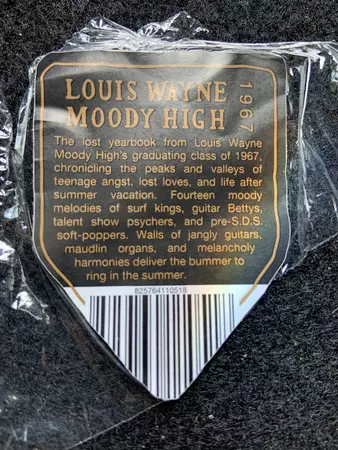 LOUIS WAYNE
MOODY HIGH
1967
The lost yearbook from Louis Wayne
Moody High's graduating class of 1967,
chronicling the peaks and valleys of
teenage angst, lost loves, and life after
summer vacation. Fourteen moody
melodies of surf kings, guitar Bettys,
talent show psychers, and pre-S.D.S.
soft-poppers. Walls of jangly guitars,
maudlin organs, and melancholy
harmonies deliver the bummer to
ring in the summer.
825764110518